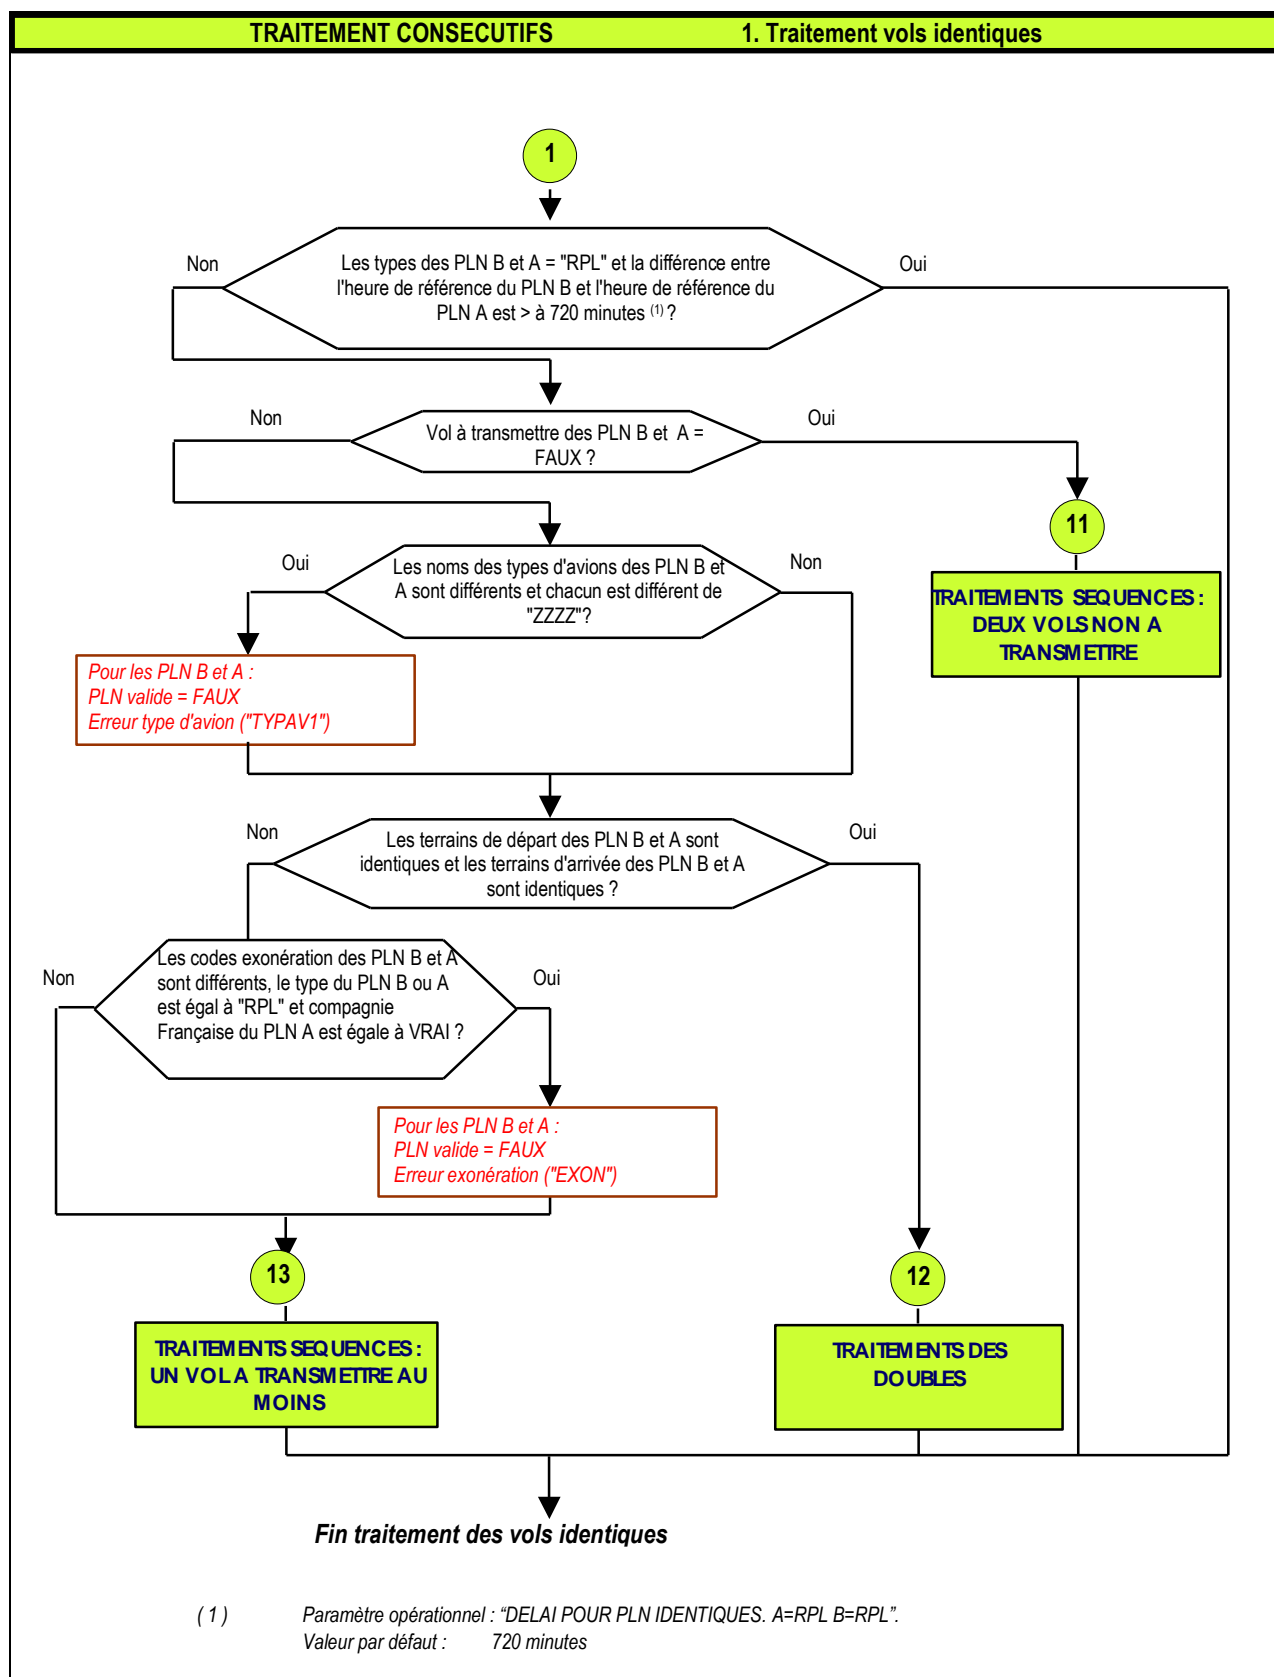 TRAITEMENT CONSECUTIFS 1. Traitement vols identiques
1
Non
Oui
Les types des PLN B et A = "RPL" et la différence entre
l'heure de référence du PLN B et l'heure de référence du
PLN A est > à 720 minutes (1) ?
Non
Oui
Vol à transmettre des PLN B et A =
FAUX ?
11
TRAITEMENTS SEQUENCES :
DEUX VOLS NON A
TRANSMETTRE
Oui
Non
Les noms des types d'avions des PLN B et
A sont différents et chacun est différent de
"ZZZZ"?
Pour les PLN B et A :
PLN valide = FAUX
Erreur type d'avion ("TYPAV1")
Non
Oui
Les terrains de départ des PLN B et A sont
identiques et les terrains d'arrivée des PLN B et A
sont identiques ?
Non
Oui
Les codes exonération des PLN B et A
sont différents, le type du PLN B ou A
est égal à "RPL" et compagnie
Française du PLN A est égale à VRAI ?
Pour les PLN B et A :
PLN valide = FAUX
Erreur exonération ("EXON")
13
12
TRAITEMENTS SEQUENCES :
UN VOL A TRANSMETTRE AU
MOINS
TRAITEMENTS DES
DOUBLES
Fin traitement des vols identiques
( 1 ) Paramètre opérationnel : “DELAI POUR PLN IDENTIQUES. A=RPL B=RPL”.
Valeur par défaut : 720 minutes